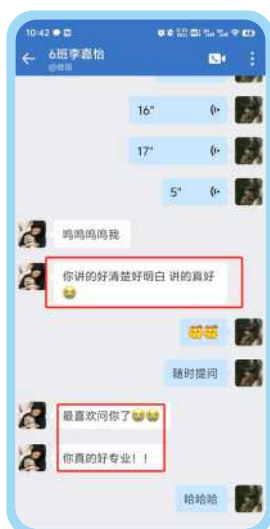 10:42
6班李嘉怡
@微信
16"
17"
5"
呜呜呜呜我
你讲的好清楚好明白 讲的真好
随时提问
最喜欢问你了
你真的好专业！！
哈哈哈